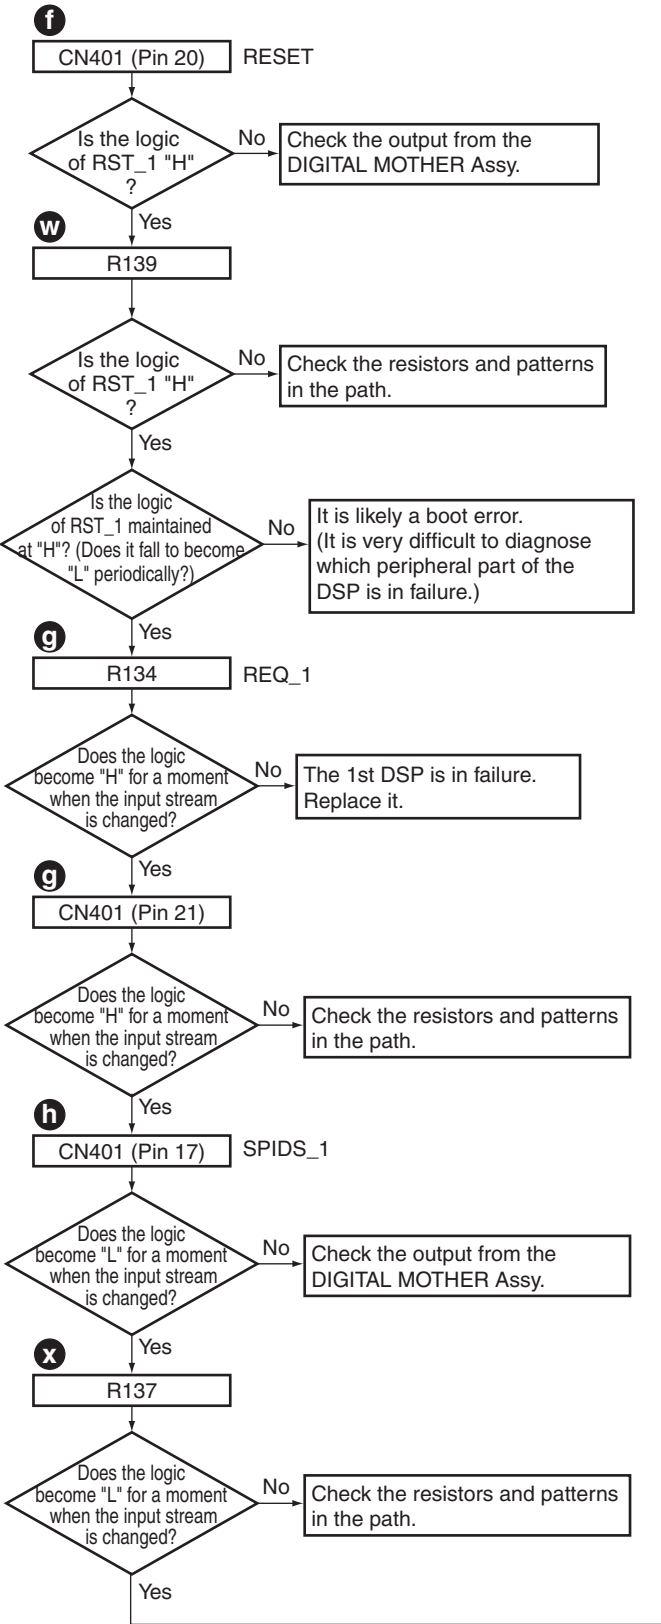 f
CN401 (Pin 20) RESET
Is the logic
of RST_1 "H"
?
No
Check the output from the
DIGITAL MOTHER Assy.
Yes
w
R139
Is the logic
of RST_1 "H"
?
No
Check the resistors and patterns
in the path.
Yes
Is the logic
of RST_1 maintained
at "H"? (Does it fall to become
"L" periodically?)
No
It is likely a boot error.
(It is very difficult to diagnose
which peripheral part of the
DSP is in failure.)
Yes
g
R134 REQ_1
Does the logic
become "H" for a moment
when the input stream
is changed?
No
The 1st DSP is in failure.
Replace it.
Yes
g
CN401 (Pin 21)
Does the logic
become "H" for a moment
when the input stream
is changed?
No
Check the resistors and patterns
in the path.
Yes
h
CN401 (Pin 17) SPIDS_1
Does the logic
become "L" for a moment
when the input stream
is changed?
No
Check the output from the
DIGITAL MOTHER Assy.
Yes
x
R137
Does the logic
become "L" for a moment
when the input stream
is changed?
No
Check the resistors and patterns
in the path.
Yes